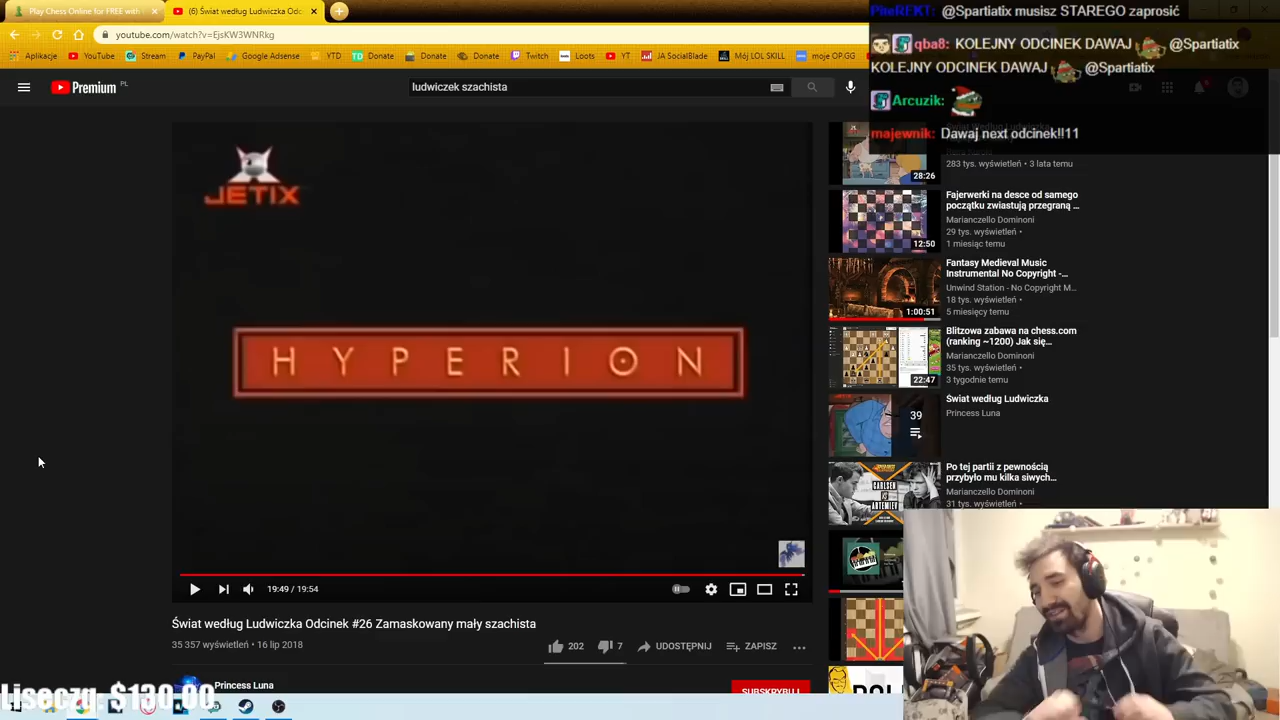 Play Chess Online for FREE with
(6) Świat według Ludwiczka Odc
PheREKT: @Spartiatix musisz STAREGO zaprosić
youtube.com/watch?v=EjsKW3WNRkg
qba8: KOLEJNY ODCINEK DAWAJ @Spartiatix
KOLEJNY ODCINEK DAWAJ @Spartiatix
Aplikacje
YouTube
Stream
PayPal
Google Adsense
YTD
Donate
Donate
Loots
YT
JA SocialBlade
Mój LOL SKILL
moje OP.GG
Premium PL
ludwiczek szachista
Arcuzik:
majewnik: Dawaj next odcinek!!11
JETIX
HYPERION
283 tys. wyświetleń • 3 lata temu
28:26
Fajerwerki na desce od samego
początku zwiastują przegraną ...
Marianczello Dominoni
29 tys. wyświetleń •
1 miesiąc temu
12:50
Fantasy Medieval Music
Instrumental No Copyright -...
Unwind Station - No Copyright M...
18 tys. wyświetleń •
5 miesięcy temu
1:00:51
Blitzowa zabawa na chess.com
(ranking ~1200) Jak się...
Marianczello Dominoni
35 tys. wyświetleń •
3 tygodnie temu
22:47
Świat według Ludwiczka
Princess Luna
39
Po tej partii z pewnością
przybyło mu kilka siwych...
Marianczello Dominoni
31 tys. wyświetleń •
CARLSEN
ARTEMIEV
19:49 / 19:54
Świat według Ludwiczka Odcinek #26 Zamaskowany mały szachista
35 357 wyświetleń • 16 lip 2018
202
7
UDOSTĘPNIJ
ZAPISZ
Princess Luna
SUBSKRYBUJ
Liseczu: $130.00